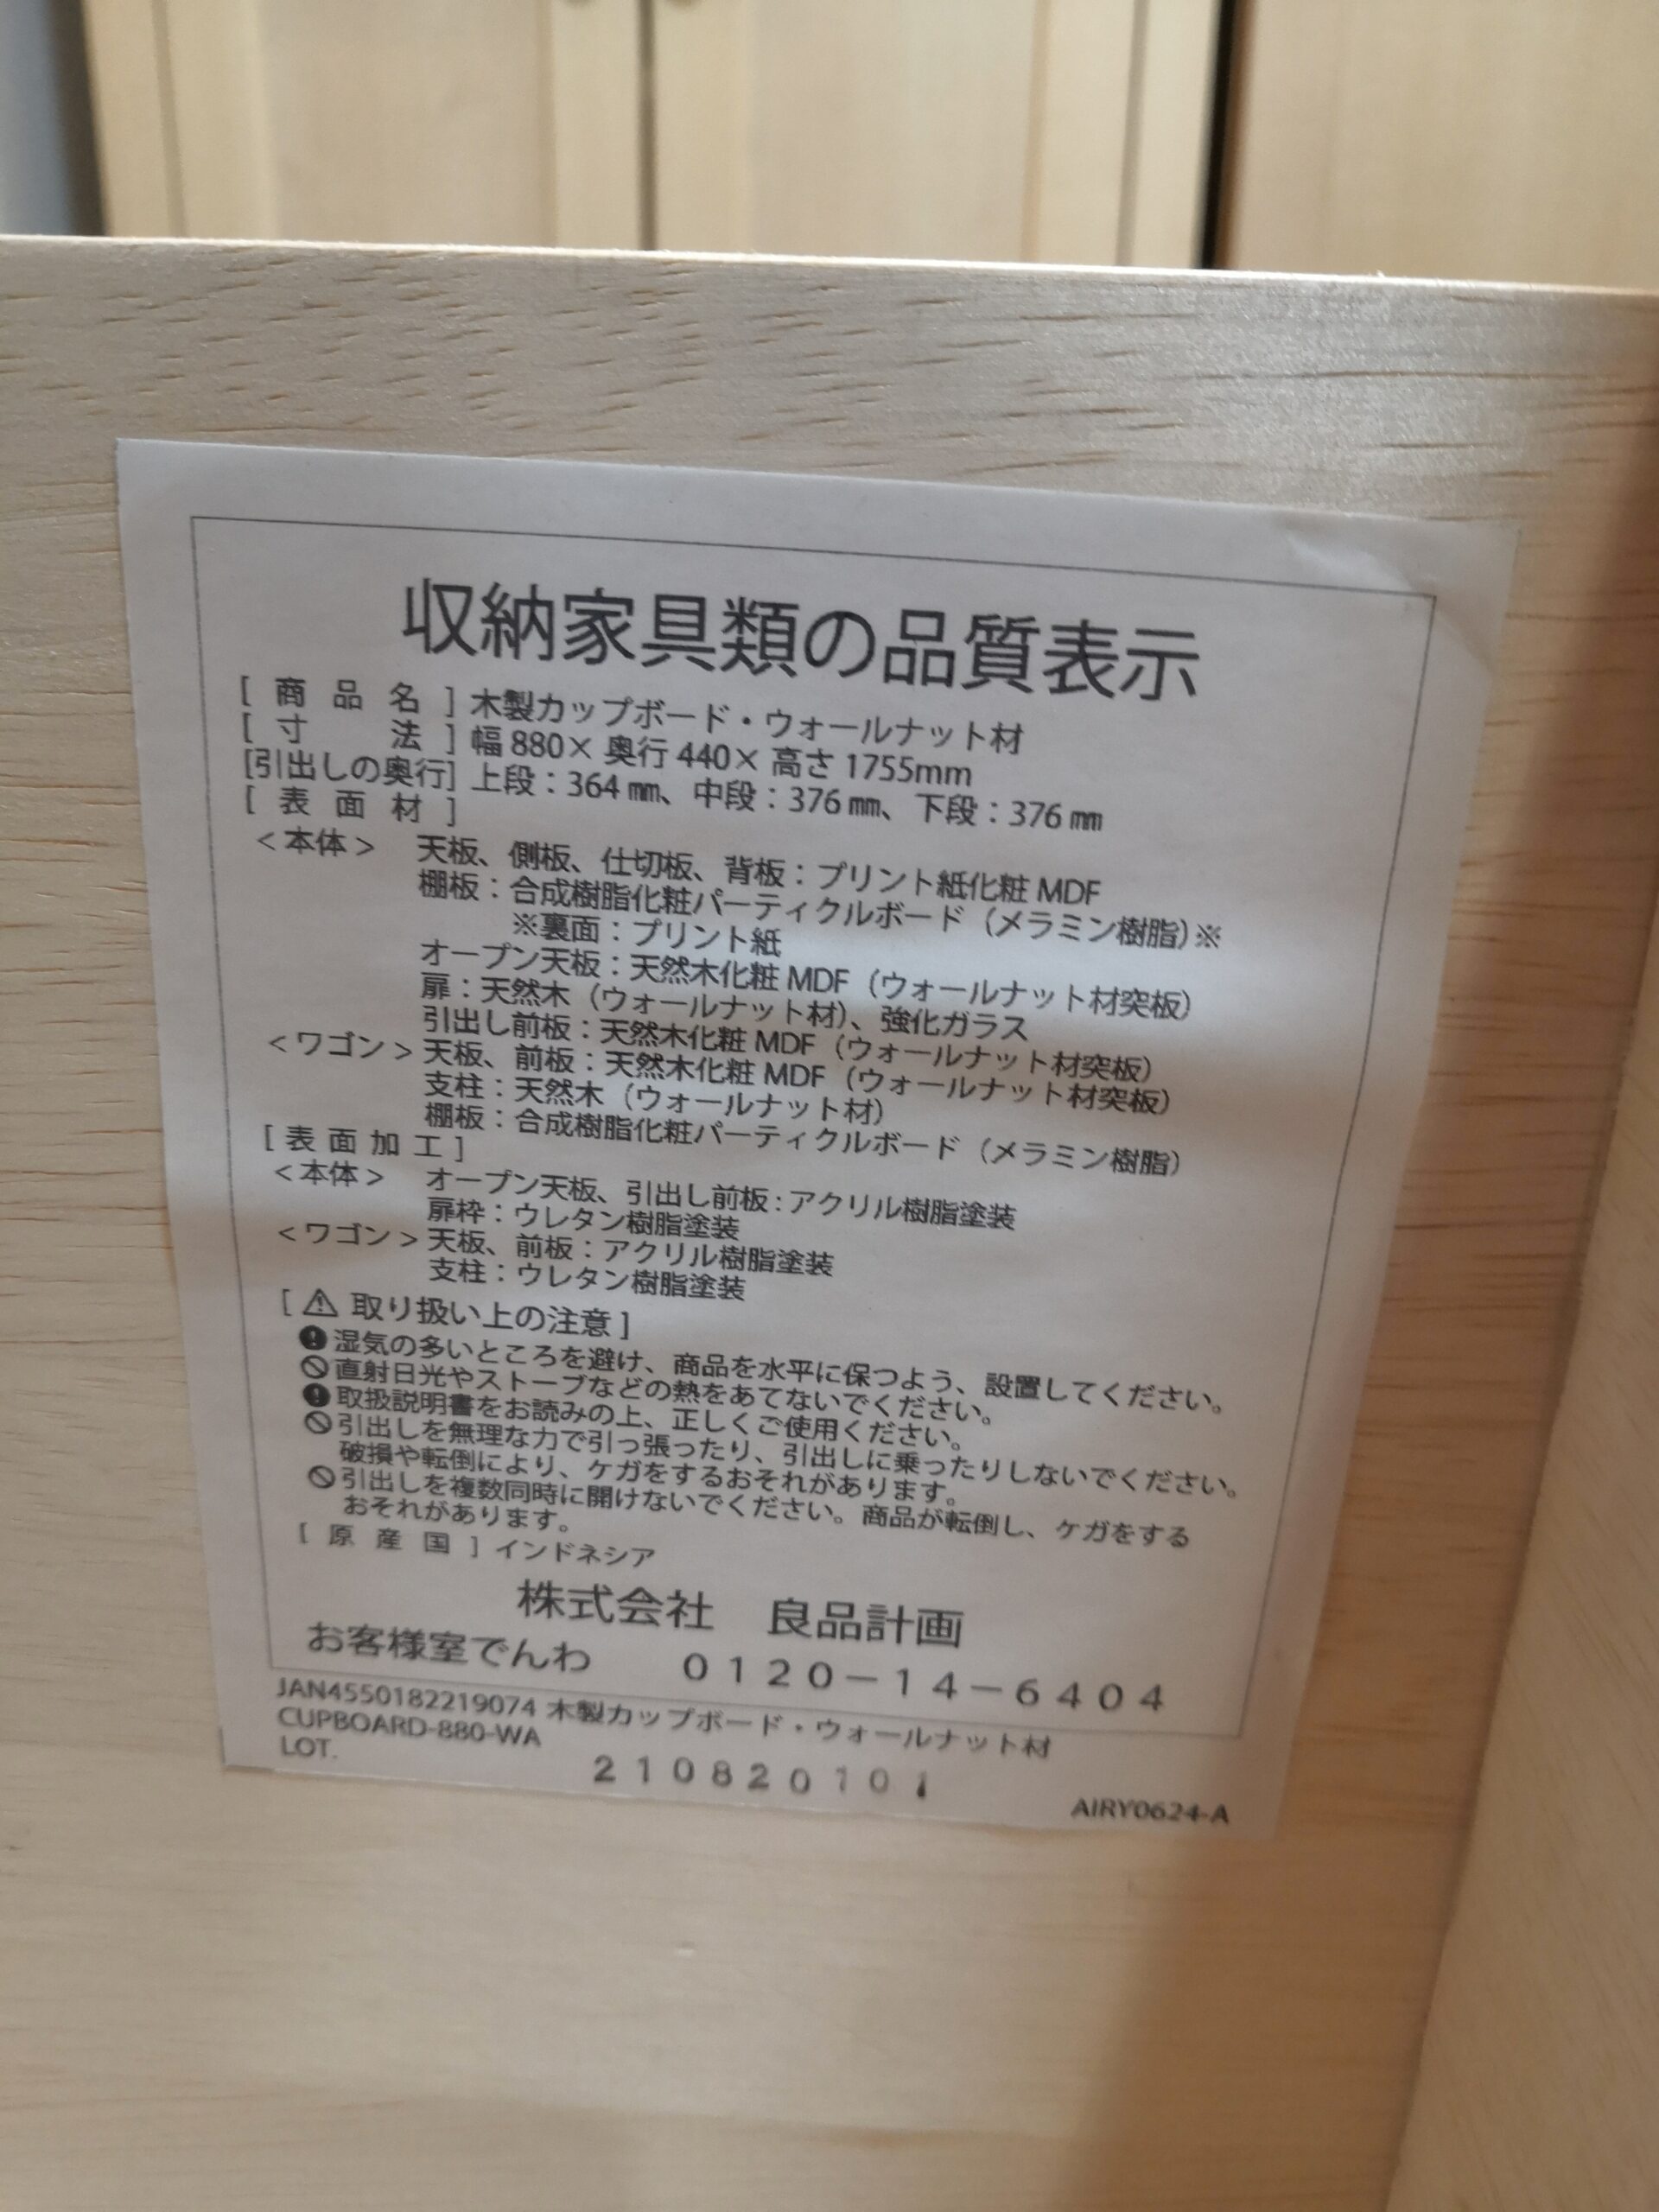 収納家具類の品質表示
[商品名] 木製カップボード・ウォールナット材
[寸法] 幅880×奥行440×高さ1755mm
[引出しの奥行] 上段：364㎜、中段：376㎜、下段：376㎜
[表面材]
<本体> 天板、側板、仕切板、背板：プリント紙化粧MDF
棚板：合成樹脂化粧パーティクルボード（メラミン樹脂）※
※裏面：プリント紙
オープン天板：天然木化粧MDF（ウォールナット材突板）
扉：天然木（ウォールナット材）、強化ガラス
引出し前板：天然木化粧MDF（ウォールナット材突板）
<ワゴン> 天板、前板：天然木化粧MDF（ウォールナット材突板）
支柱：天然木（ウォールナット材）
棚板：合成樹脂化粧パーティクルボード（メラミン樹脂）
[表面加工]
<本体> オープン天板、引出し前板：アクリル樹脂塗装
扉枠：ウレタン樹脂塗装
<ワゴン> 天板、前板：アクリル樹脂塗装
支柱：ウレタン樹脂塗装
[⚠ 取り扱い上の注意]
湿気の多いところを避け、商品を水平に保つよう、設置してください。
直射日光やストーブなどの熱をあてないでください。
取扱説明書をお読みの上、正しくご使用ください。
引出しを無理な力で引っ張ったり、引出しに乗ったりしないでください。
破損や転倒により、ケガをするおそれがあります。
引出しを複数同時に開けないでください。商品が転倒し、ケガをする
おそれがあります。
[原産国] インドネシア
株式会社 良品計画
お客様室でんわ 0120-14-6404
JAN4550182219074 木製カップボード・ウォールナット材
CUPBOARD-880-WA
LOT. 210820101
AIRY0624-A